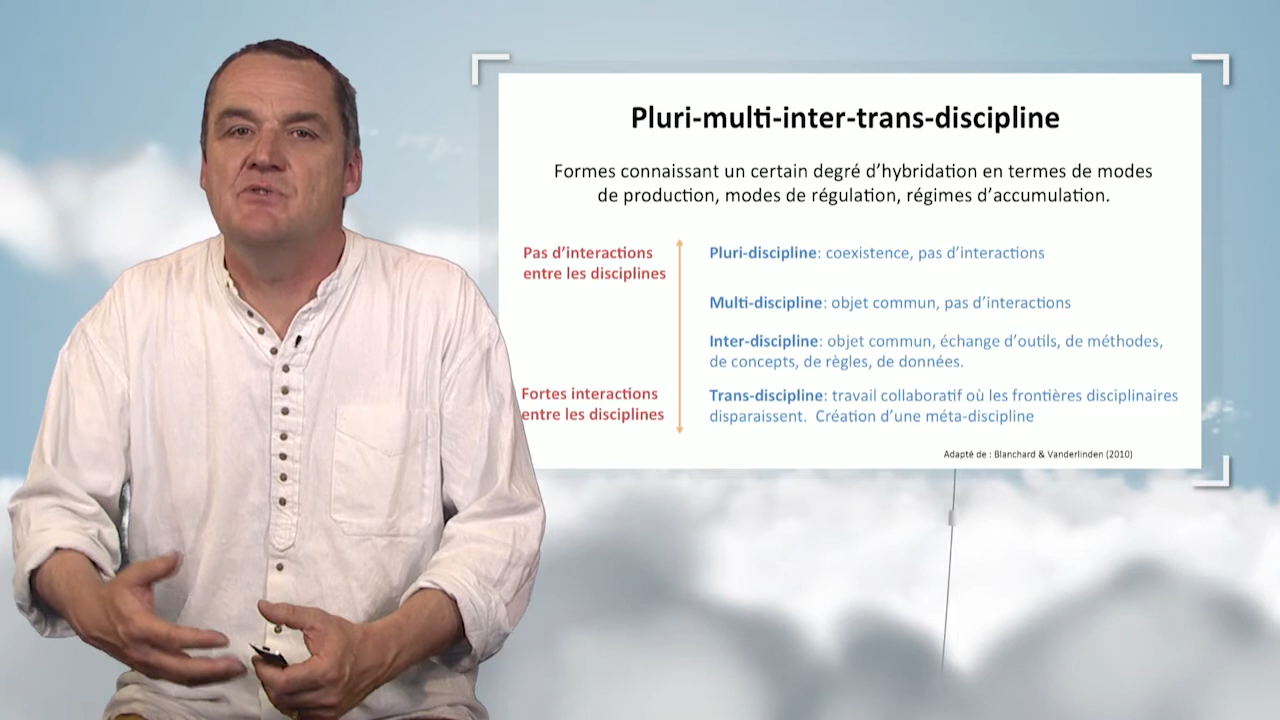 Pluri-multi-inter-trans-discipline
Formes connaissant un certain degré d’hybridation en termes de modes
de production, modes de régulation, régimes d’accumulation.
Pas d’interactions
entre les disciplines
Pluri-discipline: coexistence, pas d’interactions
Multi-discipline: objet commun, pas d’interactions
Inter-discipline: objet commun, échange d’outils, de méthodes,
de concepts, de règles, de données.
Fortes interactions
entre les disciplines
Trans-discipline: travail collaboratif où les frontières disciplinaires
disparaissent.  Création d’une méta-discipline
Adapté de : Blanchard & Vanderlinden (2010)